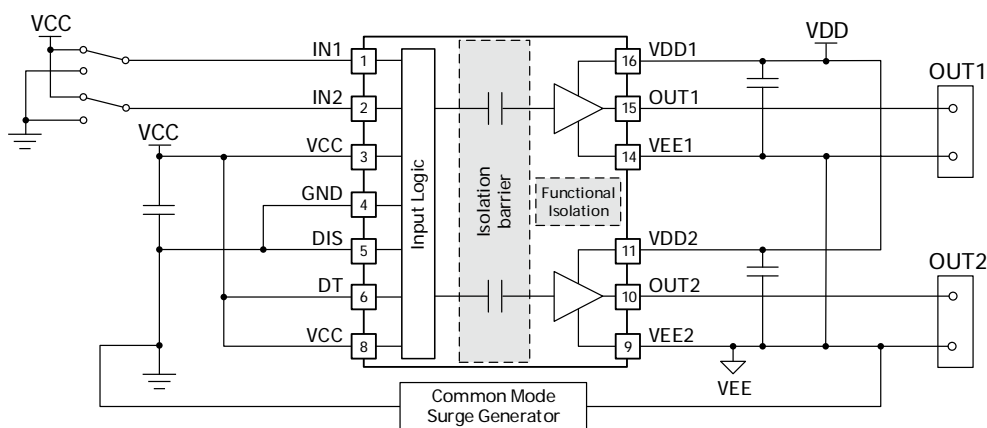 VCC
IN1
1
IN2
2
VCC
VCC
3
GND
4
DIS
5
DT
6
VCC
8
Input Logic
Isolation
barrier
Functional
Isolation
16
VDD1
VDD
15
OUT1
OUT1
14
VEE1
11
VDD2
10
OUT2
OUT2
9
VEE2
VEE
Common Mode
Surge Generator